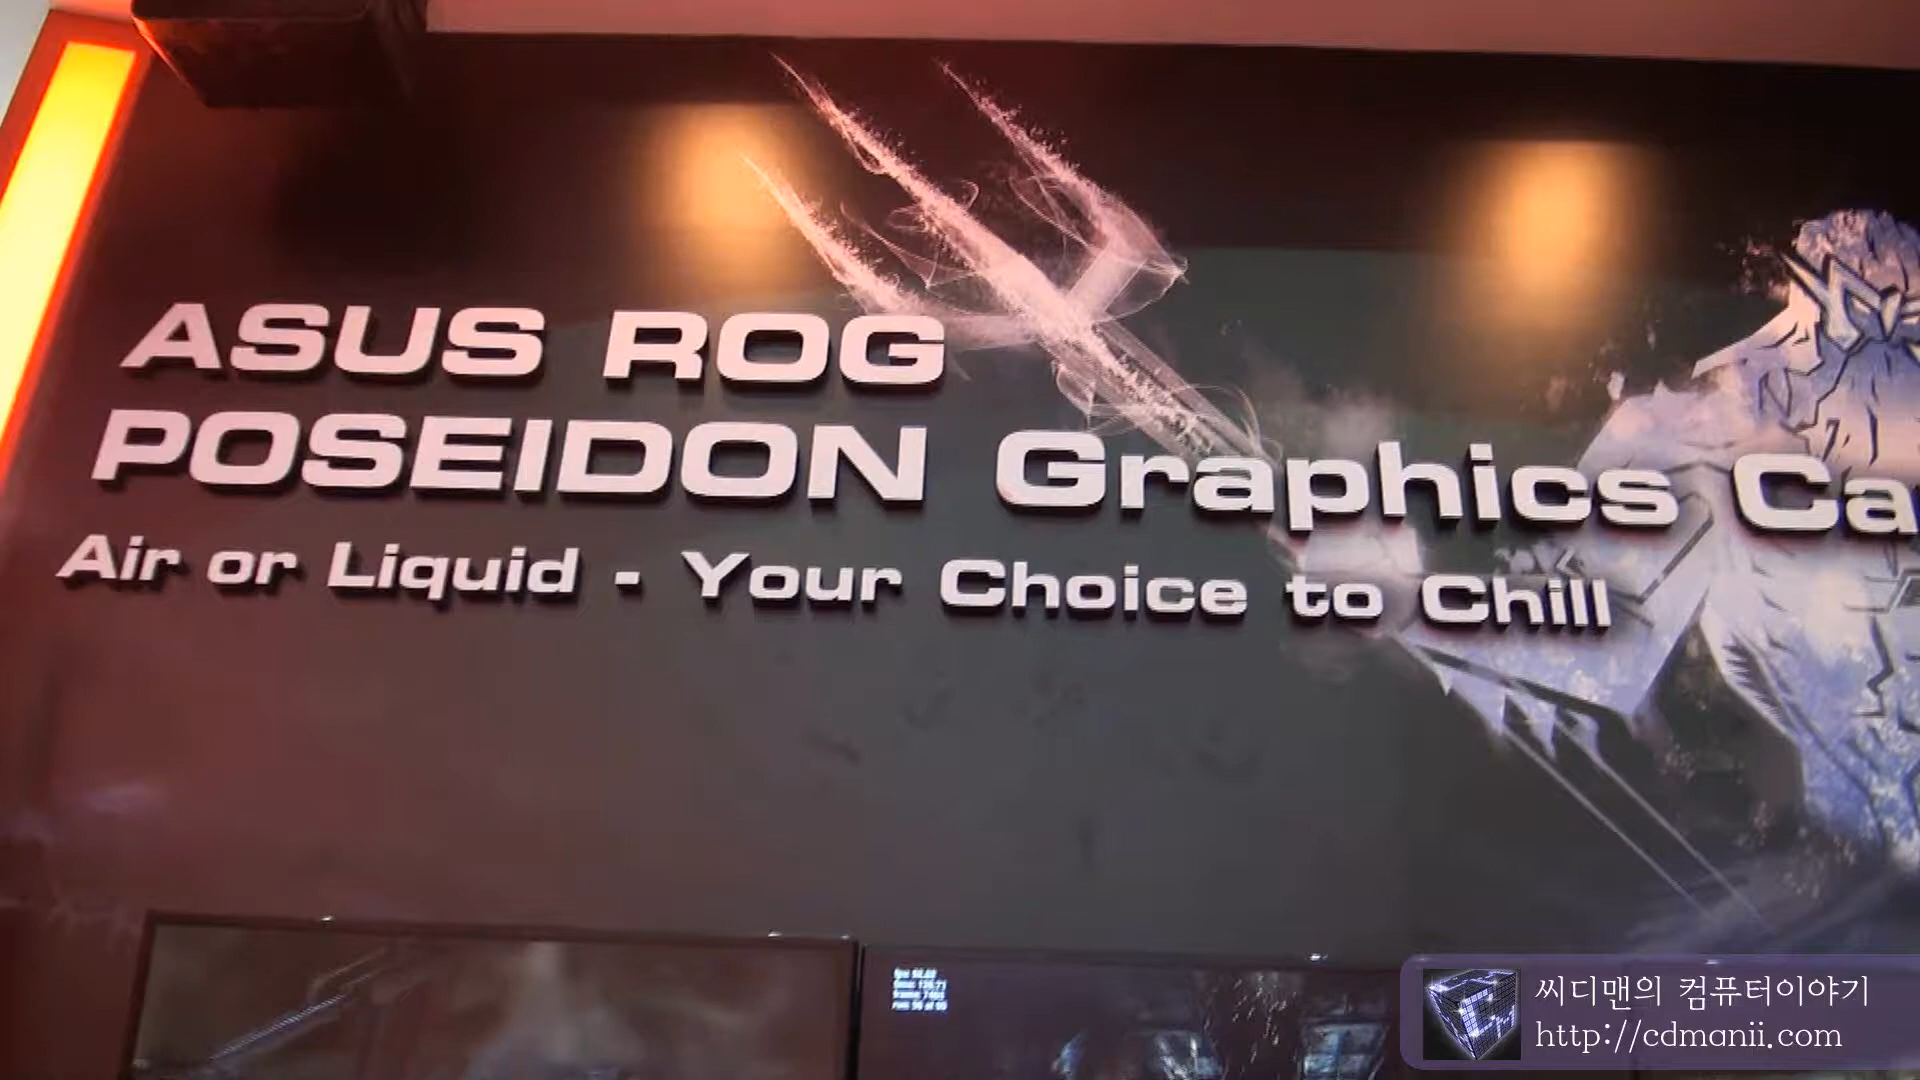 ASUS ROG
POSEIDON Graphics Ca
Air or Liquid - Your Choice to Chill
씨디맨의 컴퓨터이야기
http://cdmanii.com